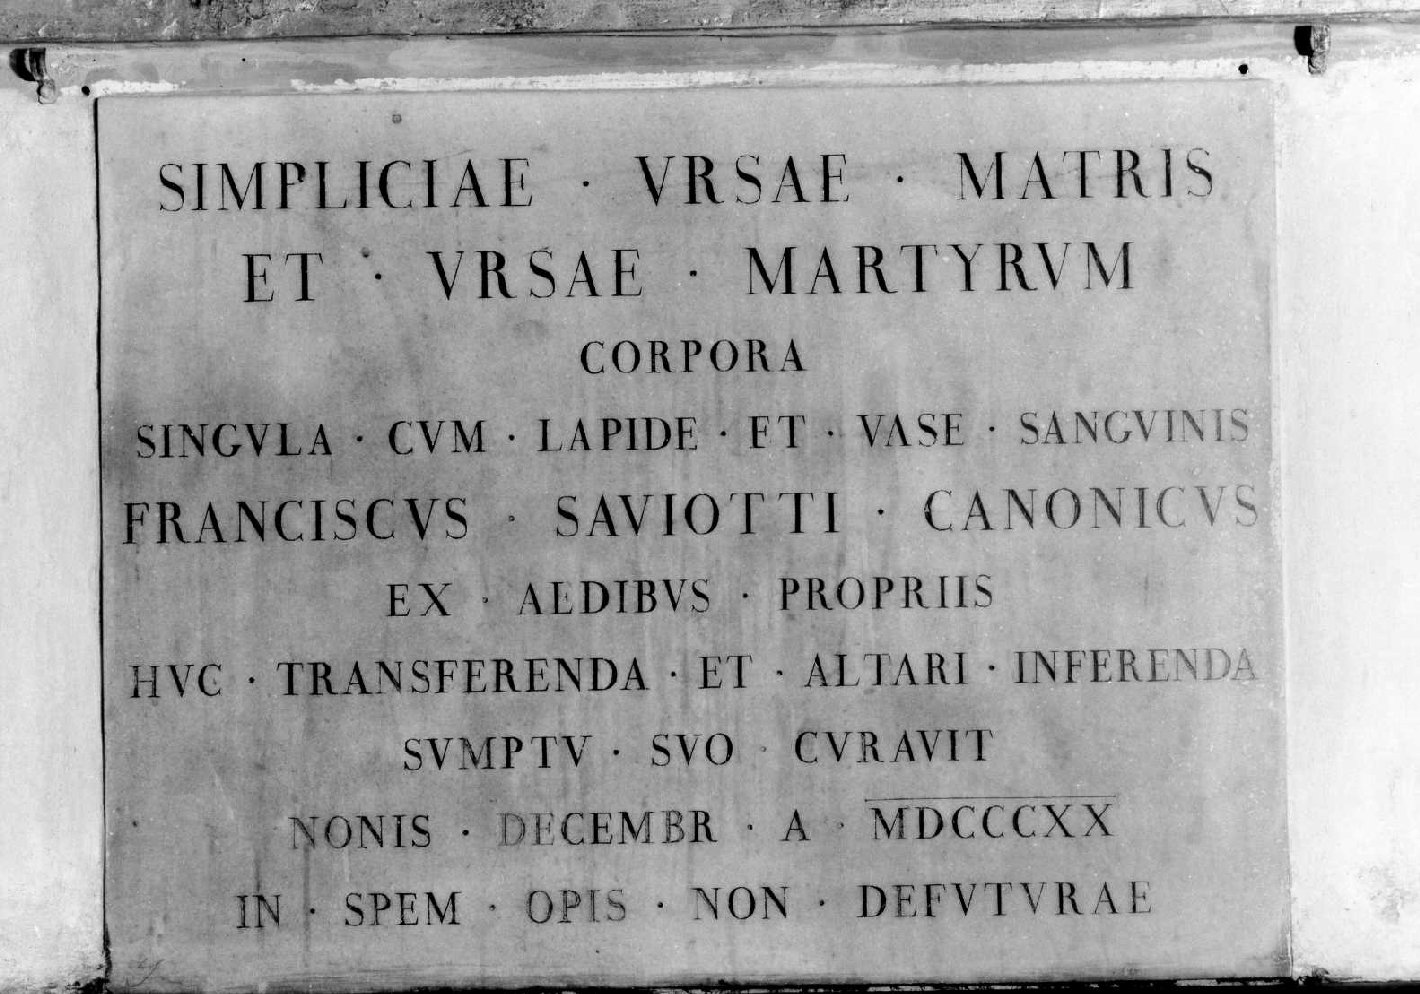 SIMPLICIAE · VRSAE · MATRIS
ET · VRSAE · MARTYRVM
CORPORA
SINGVLA · CVM · LAPIDE · ET · VASE · SANGVINIS
FRANCISCVS · SAVIOTTI · CANONICVS
EX · AEDIBVS · PROPRIIS
HVC · TRANSFERENDA · ET · ALTARI · INFERENDA
SVMPTV · SVO · CVRAVIT
NONIS · DECEMBR · A · MDCCCXX
IN · SPEM · OPIS · NON · DEFVTVRAE